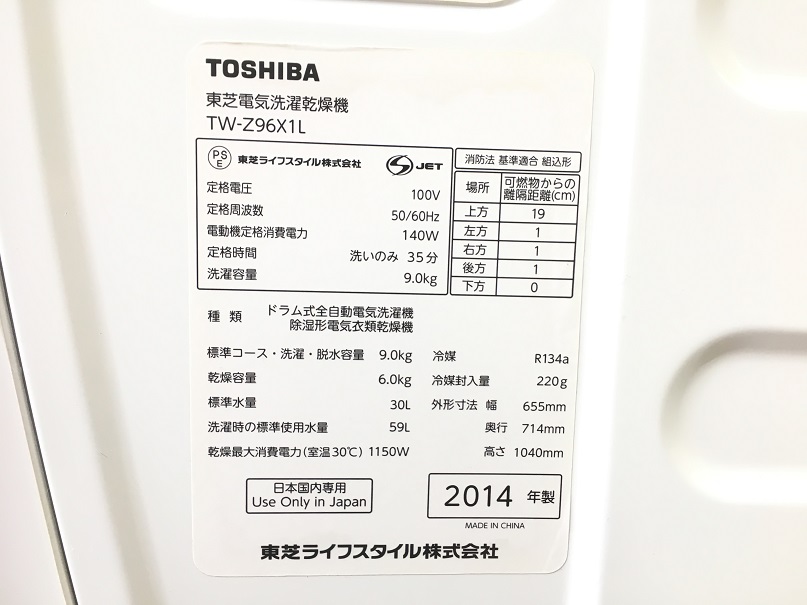 TOSHIBA
東芝電気洗濯乾燥機
TW-Z96X1L
PS
E
東芝ライフスタイル株式会社 S JET
定格電圧 100V
定格周波数 50/60Hz
電動機定格消費電力 140W
定格時間 洗いのみ 35分
洗濯容量 9.0kg
消防法 基準適合 組込形
場所 可燃物からの
離隔距離(cm)
上方 19
左方 1
右方 1
後方 1
下方 0
種 類 ドラム式全自動電気洗濯機
除湿形電気衣類乾燥機
標準コース・洗濯・脱水容量 9.0kg
乾燥容量 6.0kg
標準水量 30L
洗濯時の標準使用水量 59L
乾燥最大消費電力(室温30℃) 1150W
冷媒 R134a
冷媒封入量 220g
外形寸法 幅 655mm
奥行 714mm
高さ 1040mm
日本国内専用
Use Only in Japan
2014 年製
MADE IN CHINA
東芝ライフスタイル株式会社